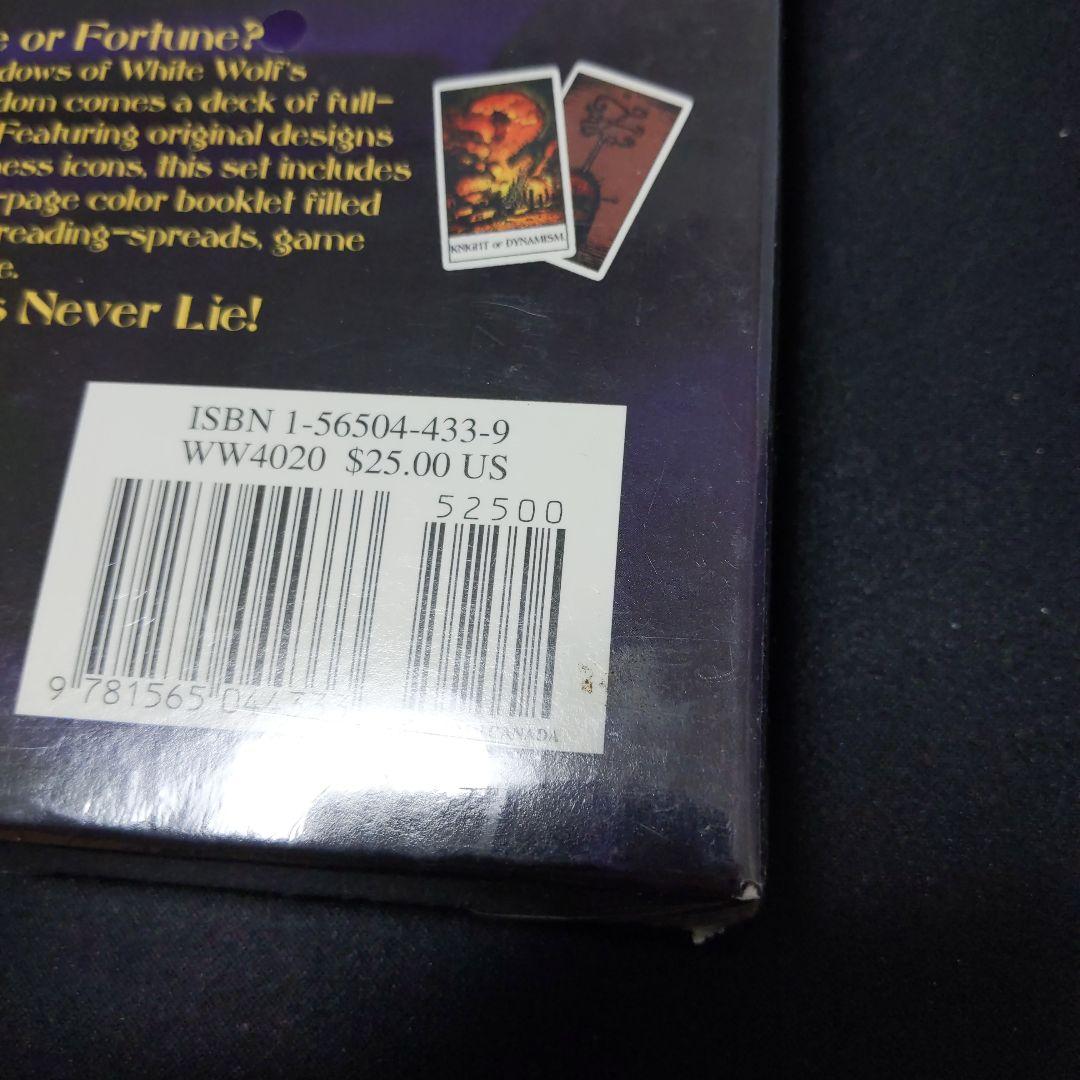 e or Fortune?
dows of White Wolf's
dom comes a deck of full-
Featuring original designs
ness icons, this set includes
-page color booklet filled
reading-spreads, game
e.
s Never Lie!
KNIGHT OF DYNAMISM
ISBN 1-56504-433-9
WW4020 $25.00 US
52500
9 781565 044
CANADA